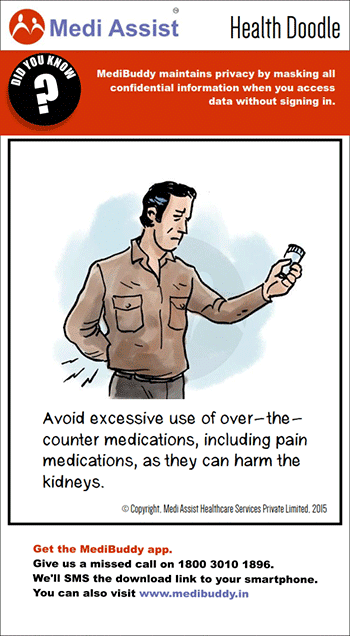 Medi Assist
TM
Health Doodle
DID YOU KNOW
?
MediBuddy maintains privacy by masking all
confidential information when you access
data without signing in.
Avoid excessive use of over-the-
counter medications, including pain
medications, as they can harm the
kidneys.
© Copyright, Medi Assist Healthcare Services Private Limited, 2015
Get the MediBuddy app.
Give us a missed call on 1800 3010 1896.
We'll SMS the download link to your smartphone.
You can also visit www.medibuddy.in